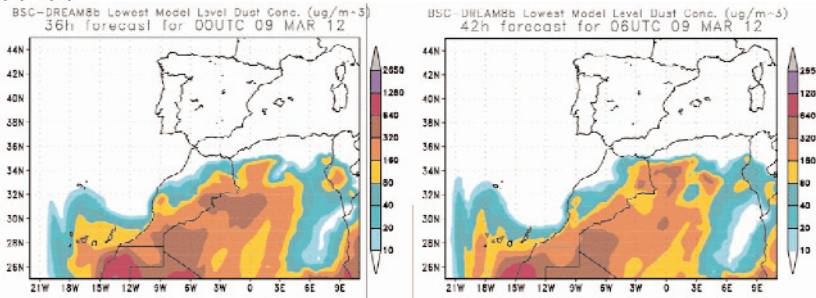 BSC-DREAM8b Lowest Model Level Dust Conc. (ug/m^3)
36h forecast for 00UTC 09 MAR 12
44N
42N
40N
38N
36N
34N
32N
30N
28N
26N
21W 18W 15W 12W 9W 6W 3W 0 3E 6E 9E
2650
1280
640
320
160
80
40
20
10
BSC-DREAM8b Lowest Model Level Dust Conc. (ug/m^3)
42h forecast for 06UTC 09 MAR 12
44N
42N
40N
38N
36N
34N
32N
30N
28N
26N
21W 18W 15W 12W 9W 6W 3W 0 3E 6E 9E
265
128
640
320
160
80
40
20
10